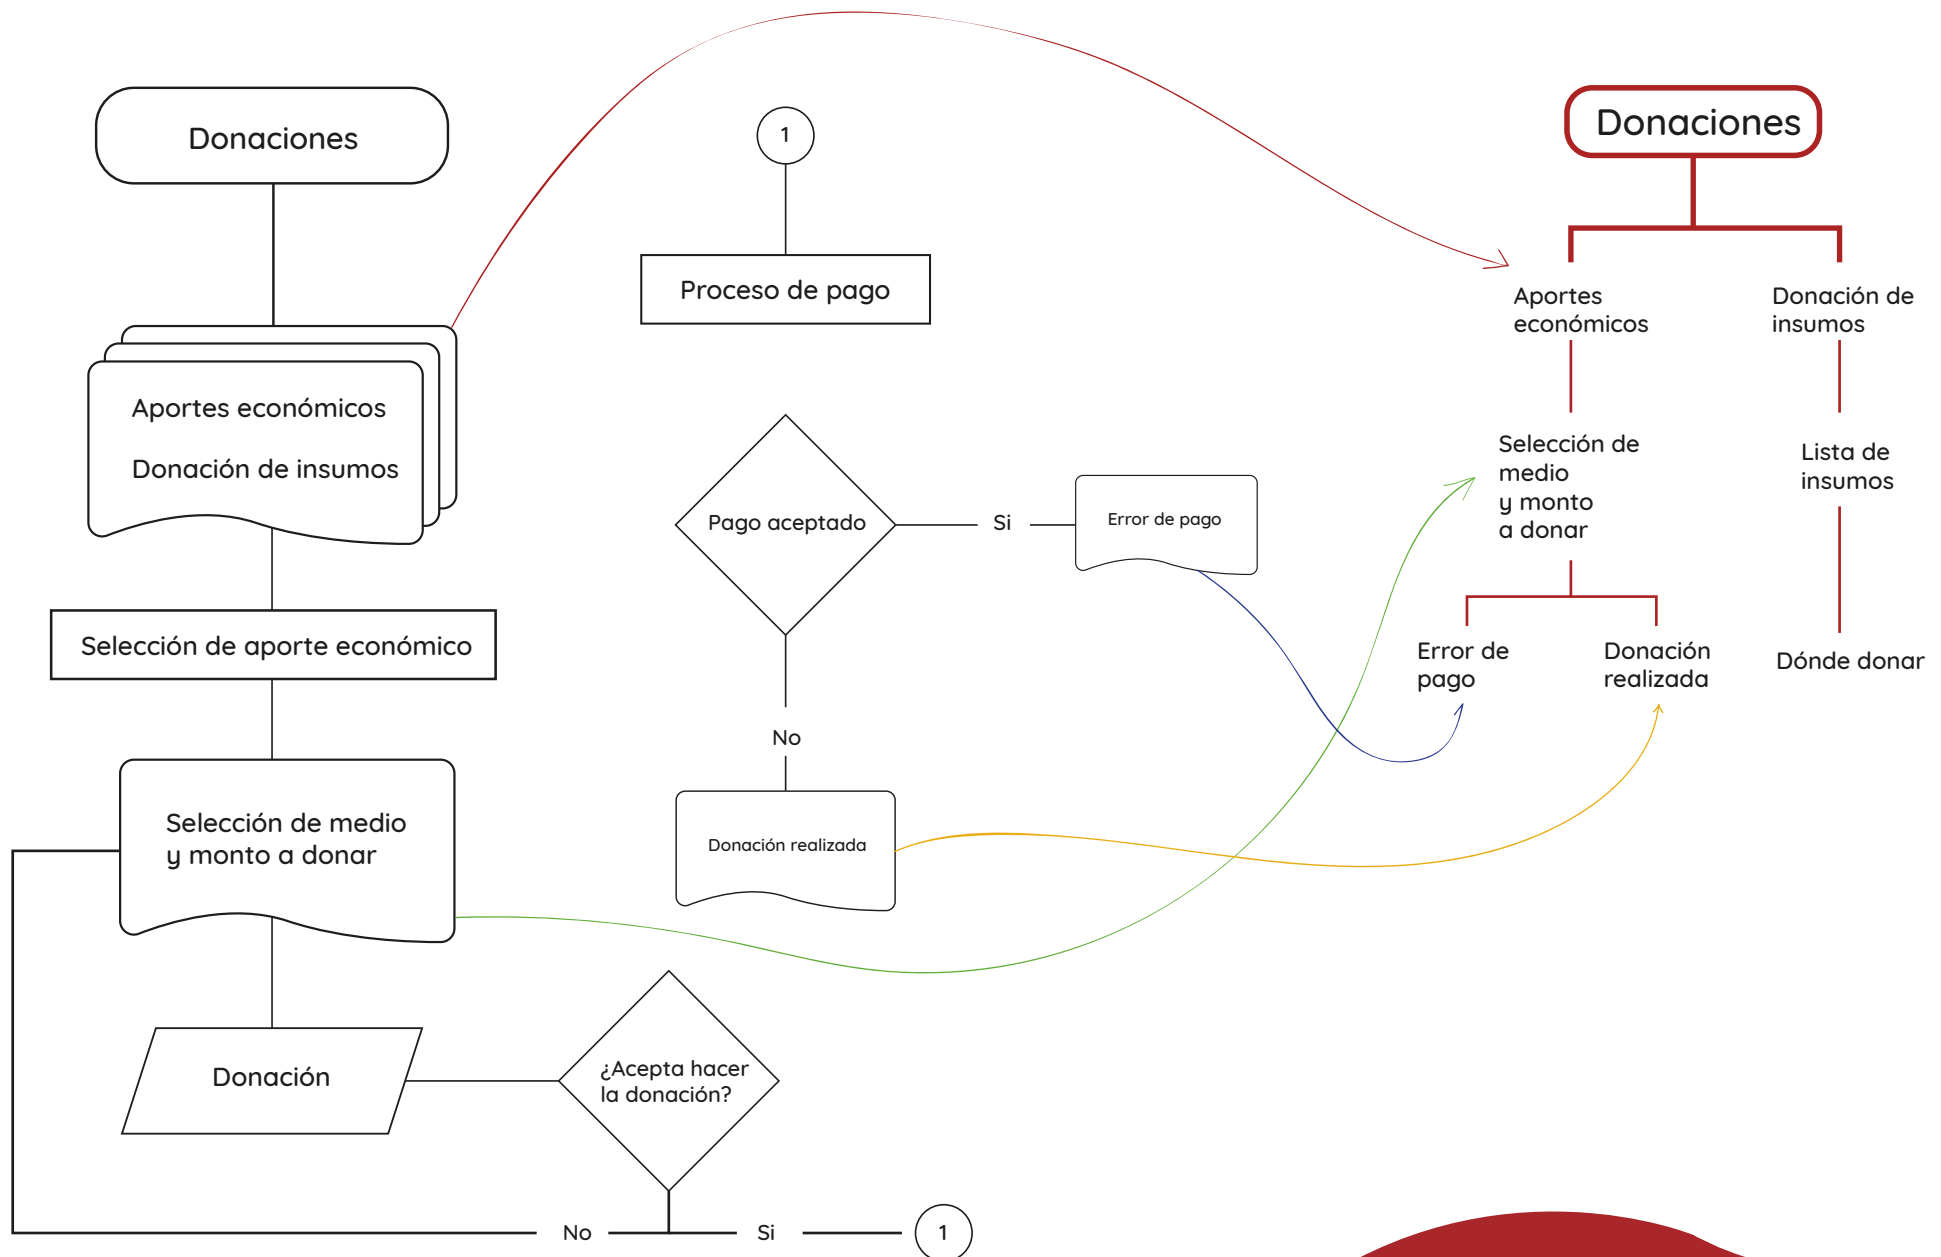 Donaciones
Aportes económicos
Donación de insumos
Selección de aporte económico
Selección de medio
y monto a donar
Donación
¿Acepta hacer
la donación?
No
Si
1
1
Proceso de pago
Pago aceptado
Si
Error de pago
No
Donación realizada
Donaciones
Aportes
económicos
Donación de
insumos
Selección de
medio
y monto
a donar
Lista de
insumos
Error de
pago
Donación
realizada
Dónde donar